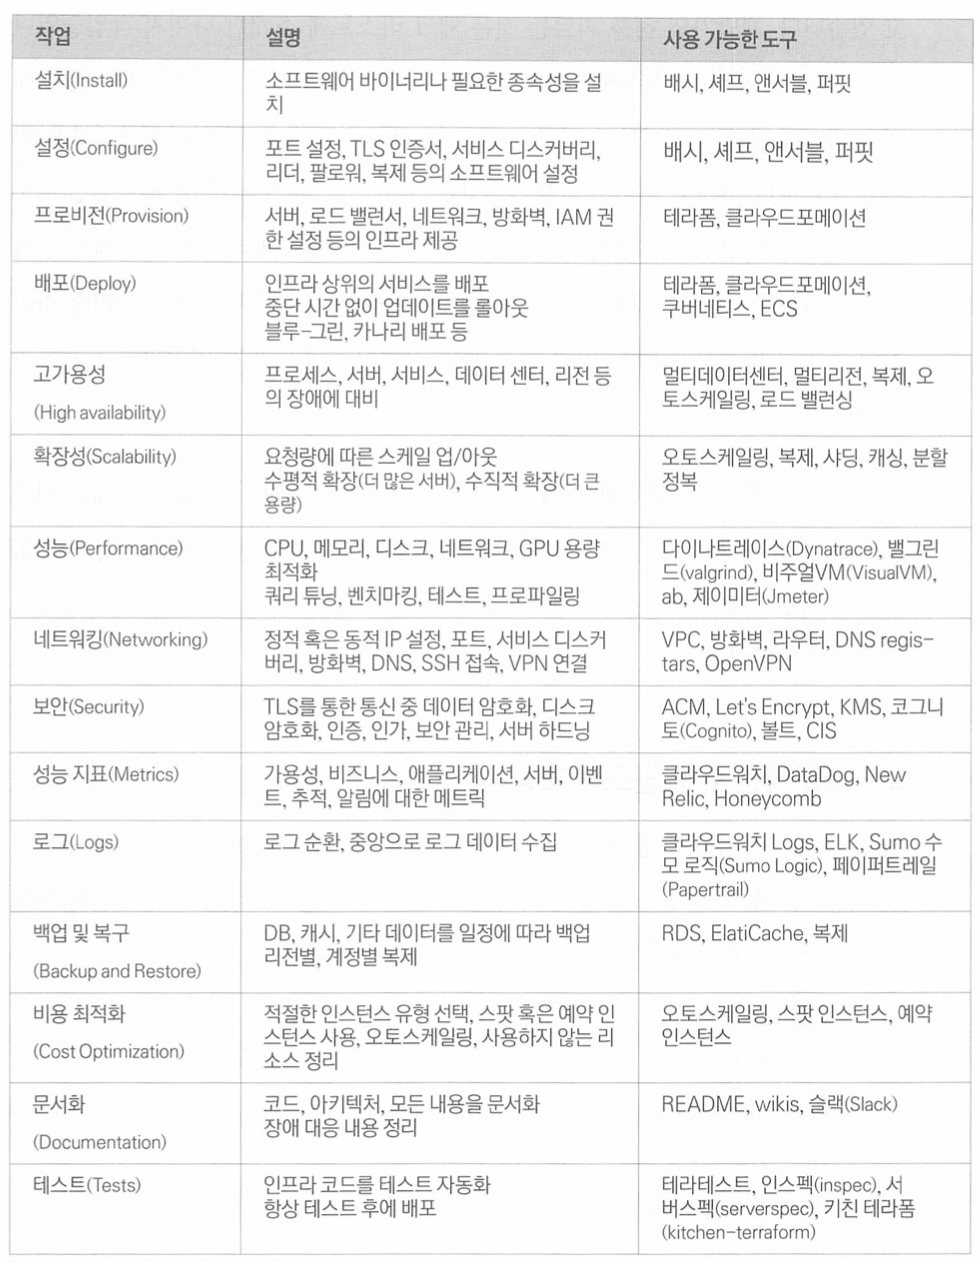 작업 설명 사용 가능한 도구
설치(Install) 소프트웨어 바이너리나 필요한 종속성을 설 배시, 셰프, 앤서블, 퍼핏
치
설정(Configure) 포트 설정, TLS 인증서, 서비스 디스커버리, 배시, 셰프, 앤서블, 퍼핏
리더, 팔로워, 복제 등의 소프트웨어 설정
프로비전(Provision) 서버, 로드 밸런서, 네트워크, 방화벽, IAM 권 테라폼, 클라우드포메이션
한 설정 등의 인프라 제공
배포(Deploy) 인프라 상위의 서비스를 배포 테라폼, 클라우드포메이션,
중단 시간 없이 업데이트를 롤아웃 쿠버네티스, ECS
블루-그린, 카나리 배포 등
고가용성 프로세스, 서버, 서비스, 데이터 센터, 리전 등 멀티데이터센터, 멀티리전, 복제, 오
(High availability) 의 장애에 대비 토스케일링, 로드 밸런싱
확장성(Scalability) 요청량에 따른 스케일 업/아웃 오토스케일링, 복제, 샤딩, 캐싱, 분할
수평적 확장(더 많은 서버), 수직적 확장(더 큰 정복
용량)
성능(Performance) CPU, 메모리, 디스크, 네트워크, GPU 용량 다이나트레이스(Dynatrace), 밸그린
최적화 드(valgrind), 비주얼VM(VisualVM),
쿼리 튜닝, 벤치마킹, 테스트, 프로파일링 ab, 제이미터(Jmeter)
네트워킹(Networking) 정적 혹은 동적 IP 설정, 포트, 서비스 디스커 VPC, 방화벽, 라우터, DNS regis-
버리, 방화벽, DNS, SSH 접속, VPN 연결 tars, OpenVPN
보안(Security) TLS를 통한 통신 중 데이터 암호화, 디스크 ACM, Let's Encrypt, KMS, 코그니
암호화, 인증, 인가, 보안 관리, 서버 하드닝 토(Cognito), 볼트, CIS
성능 지표(Metrics) 가용성, 비즈니스, 애플리케이션, 서버, 이벤 클라우드워치, DataDog, New
트, 추적, 알림에 대한 메트릭 Relic, Honeycomb
로그(Logs) 로그 순환, 중앙으로 로그 데이터 수집 클라우드워치 Logs, ELK, Sumo 수
모 로직(Sumo Logic), 페이퍼트레일
(Papertrail)
백업 및 복구 DB, 캐시, 기타 데이터를 일정에 따라 백업 RDS, ElatiCache, 복제
(Backup and Restore) 리전별, 계정별 복제
비용 최적화 적절한 인스턴스 유형 선택, 스팟 혹은 예약 인 오토스케일링, 스팟 인스턴스, 예약
(Cost Optimization) 스턴스 사용, 오토스케일링, 사용하지 않는 리 인스턴스
소스 정리
문서화 코드, 아키텍처, 모든 내용을 문서화 README, wikis, 슬랙(Slack)
(Documentation) 장애 대응 내용 정리
테스트(Tests) 인프라 코드를 테스트 자동화 테라테스트, 인스펙(inspec), 서
항상 테스트 후에 배포 버스펙(serverspec), 키친 테라폼
(kitchen-terraform)